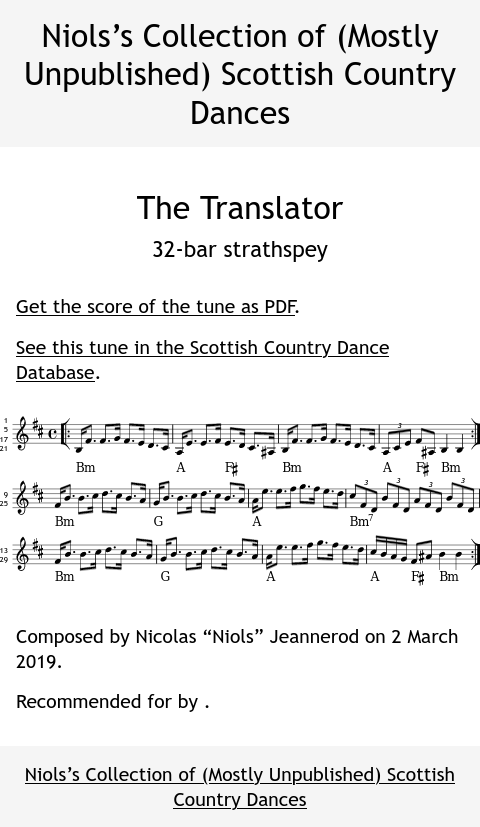 Niols’s Collection of (Mostly
Unpublished) Scottish Country
Dances
The Translator
32-bar strathspey
Get the score of the tune as PDF.
See this tune in the Scottish Country Dance
Database.
1
5
17
21
3
Bm A F♯ Bm A F♯ Bm
9
25
3 3 3 3
Bm G A Bm7
13
29
Bm G A A F♯ Bm
Composed by Nicolas “Niols” Jeannerod on 2 March
2019.
Recommended for by .
Niols’s Collection of (Mostly Unpublished) Scottish
Country Dances